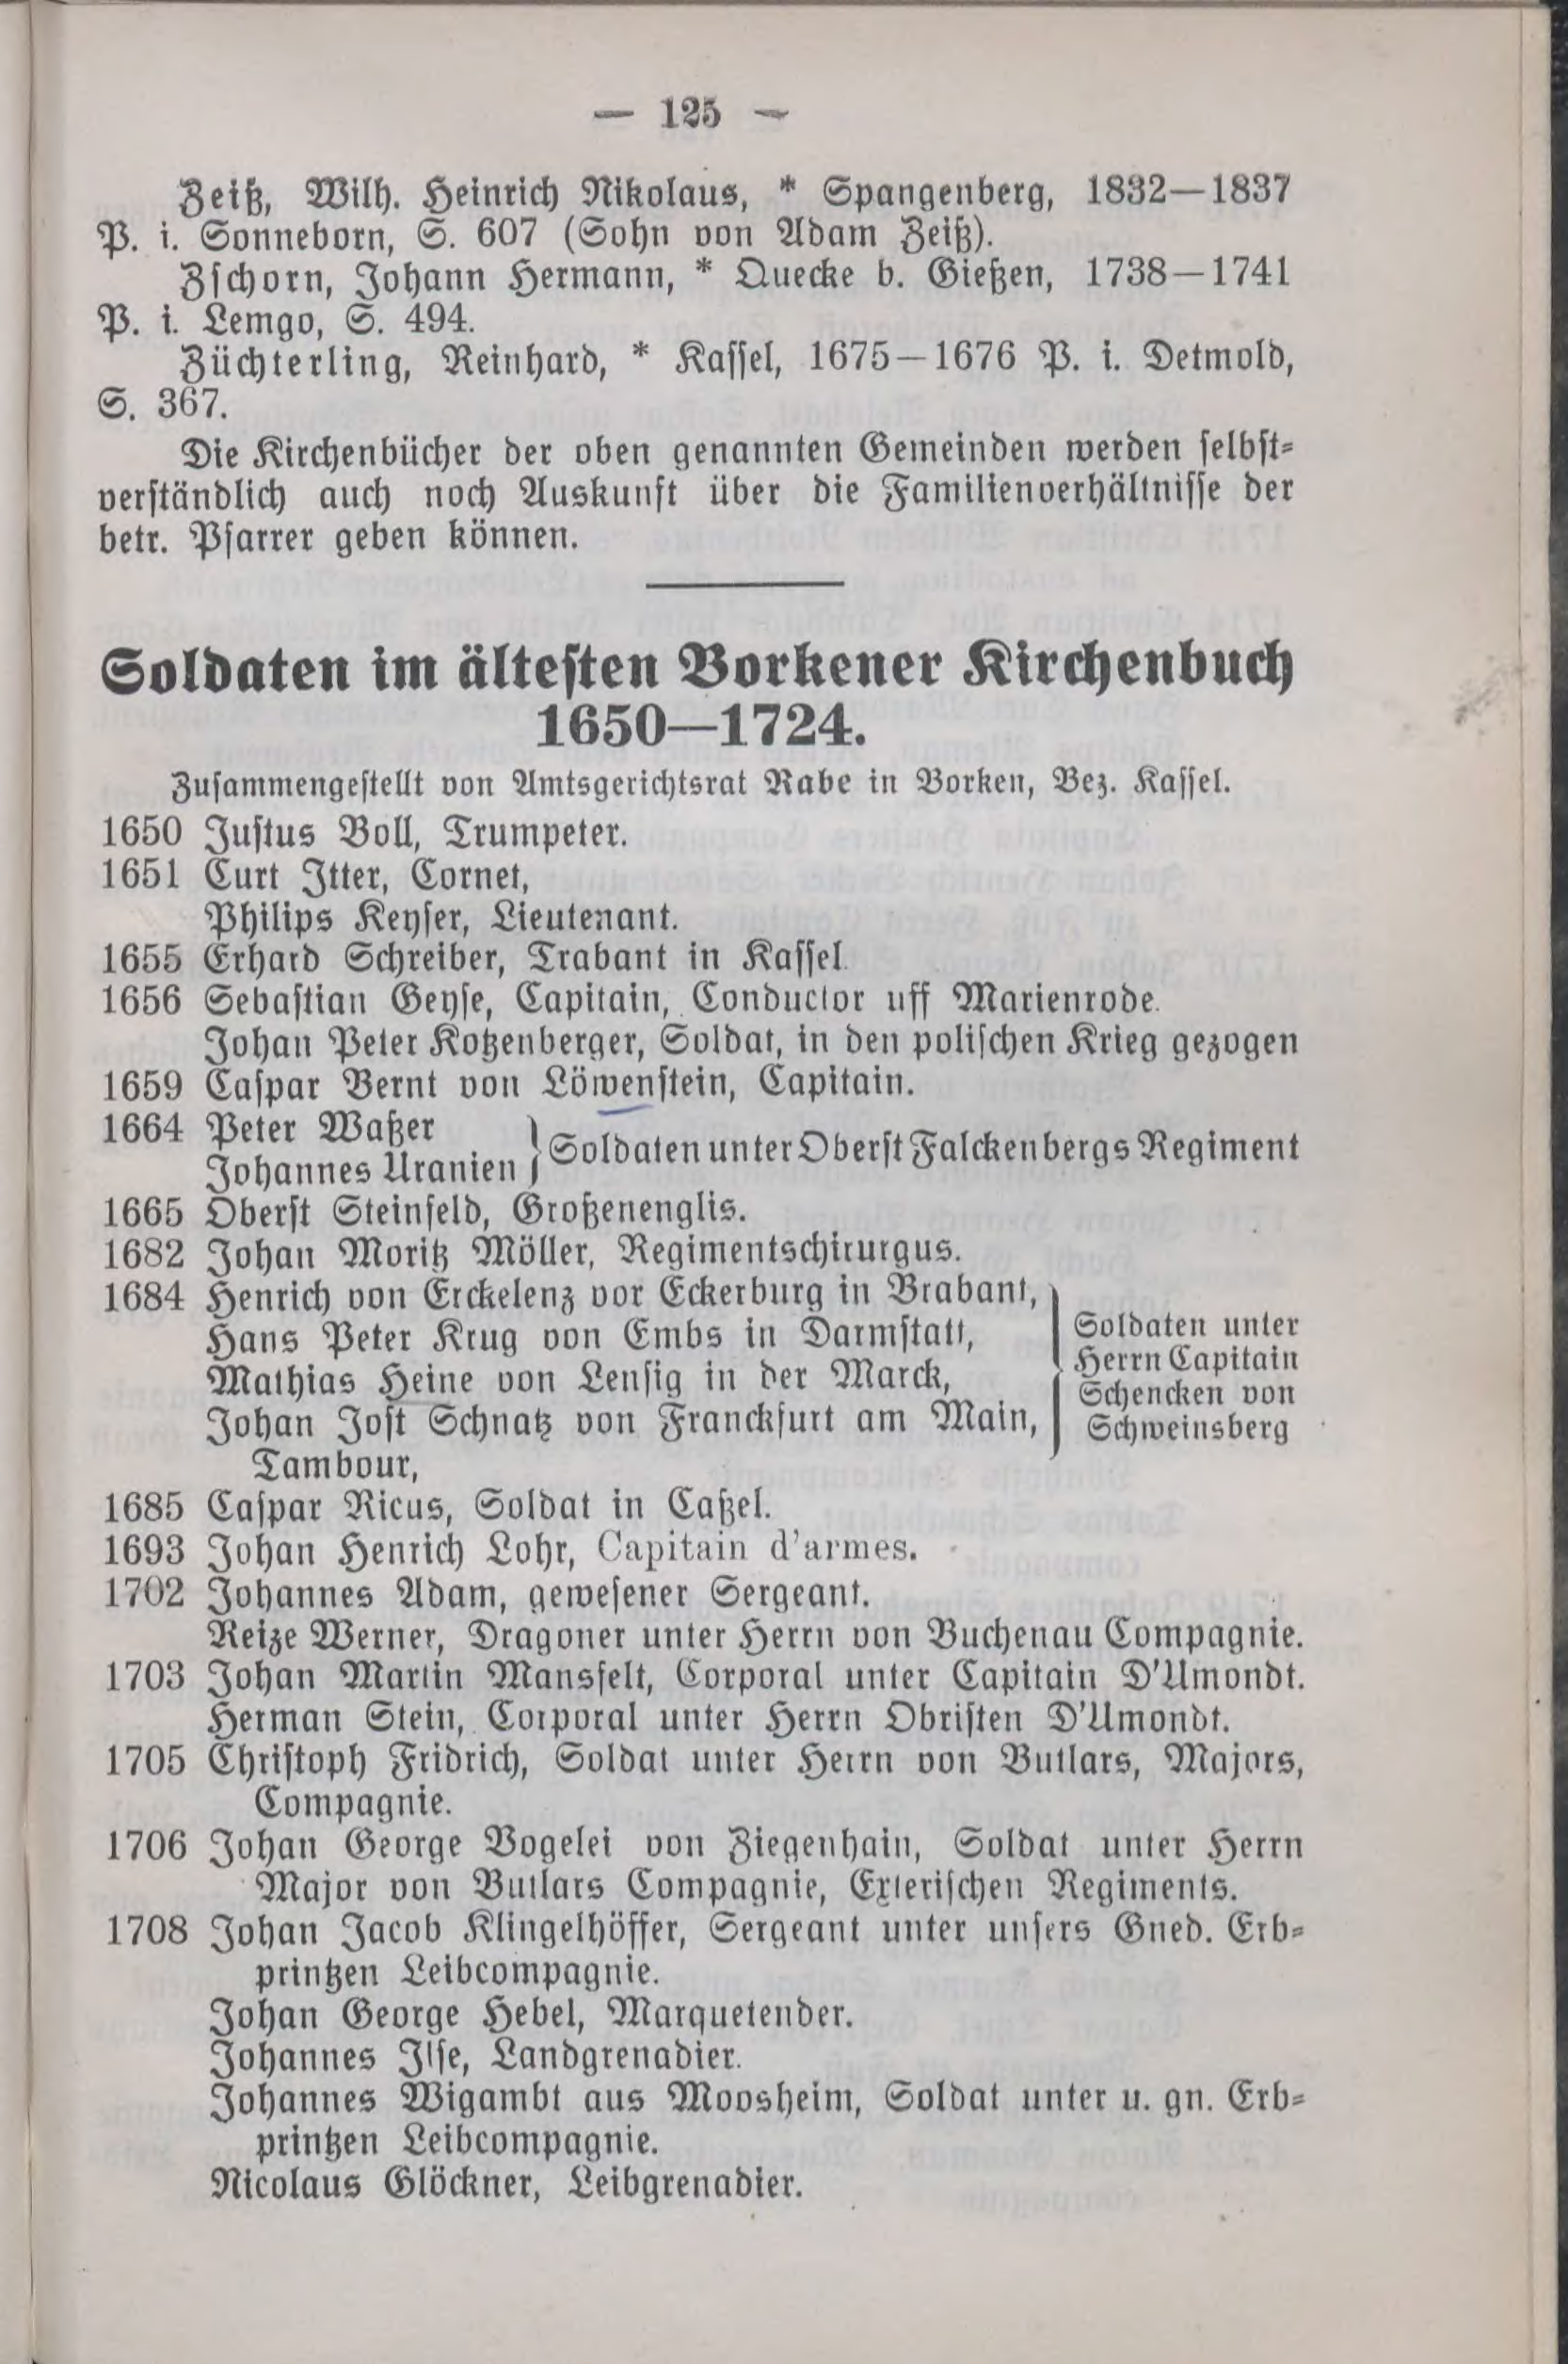 — 125 —
Zeiß, Wilh. Heinrich Nikolaus, * Spangenberg, 1832—1837
P. i. Sonneborn, S. 607 (Sohn von Adam Zeiß).
Zschorn, Johann Hermann, * Quecke b. Gießen, 1738—1741
P. i. Lemgo, S. 494.
Züchterling, Reinhard, * Kassel, 1675—1676 P. i. Detmold,
S. 367.
Die Kirchenbücher der oben genannten Gemeinden werden selbst-
verständlich auch noch Auskunft über die Familienverhältnisse der
betr. Pfarrer geben können.
Soldaten im ältesten Borkener Kirchenbuch
1650—1724.
Zusammengestellt von Amtsgerichtsrat Rabe in Borken, Bez. Kassel.
1650 Justus Boll, Trumpeter.
1651 Curt Itter, Cornet,
Philips Keyser, Lieutenant.
1655 Erhard Schreiber, Trabant in Kassel.
1656 Sebastian Geyse, Capitain, Conductor uff Marienrode.
Johan Peter Kotzenberger, Soldat, in den polischen Krieg gezogen
1659 Caspar Bernt von Löwenstein, Capitain.
1664 Peter Waßer
Johannes Uranien } Soldaten unter Oberst Falckenbergs Regiment
1665 Oberst Steinfeld, Großenenglis.
1682 Johan Moritz Möller, Regimentschirurgus.
1684 Henrich von Erckelenz vor Eckerburg in Brabant,
Hans Peter Krug von Embs in Darmstatt,
Mathias Heine von Lensig in der Marck,
Johan Jost Schnatz von Franckfurt am Main,
Tambour,
Soldaten unter
Herrn Capitain
Schencken von
Schweinsberg
1685 Caspar Ricus, Soldat in Caßel.
1693 Johan Henrich Lohr, Capitain d'armes.
1702 Johannes Adam, gewesener Sergeant.
Reize Werner, Dragoner unter Herrn von Buchenau Compagnie.
1703 Johan Martin Mansfelt, Corporal unter Capitain D'Umondt.
Herman Stein, Corporal unter Herrn Obristen D'Umondt.
1705 Christoph Fridrich, Soldat unter Herrn von Butlars, Majors,
Compagnie.
1706 Johan George Vogelei von Ziegenhain, Soldat unter Herrn
Major von Butlars Compagnie, Exterischen Regiments.
1708 Johan Jacob Klingelhöffer, Sergeant unter unsers Gned. Erb-
printzen Leibcompagnie.
Johan George Hebel, Marquetender.
Johannes Ilse, Landgrenadier.
Johannes Wigambt aus Moosheim, Soldat unter u. gn. Erb-
printzen Leibcompagnie.
Nicolaus Glöckner, Leibgrenadier.